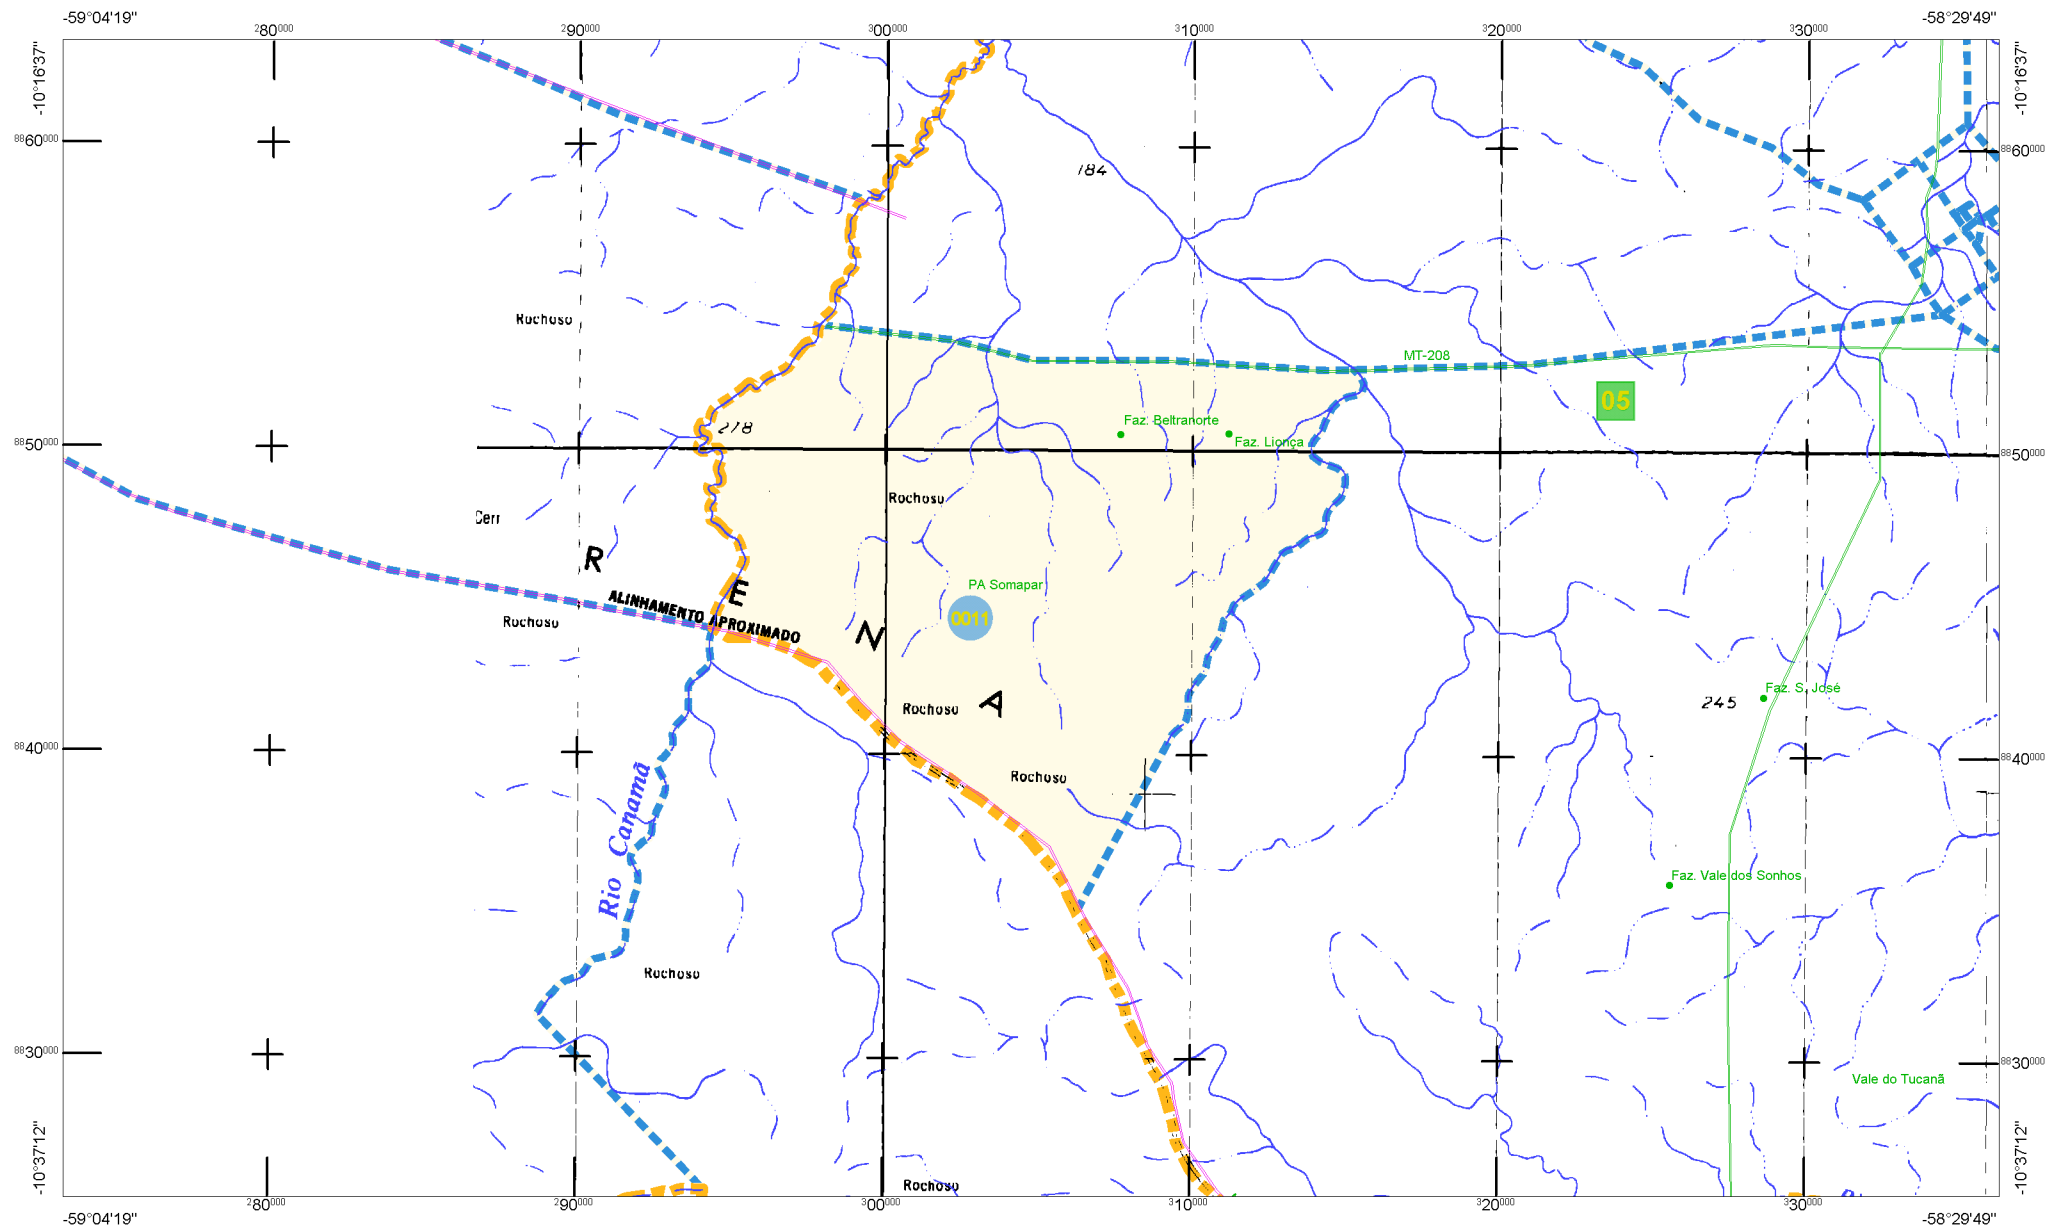 -59°04'19"
-58°29'49"
280000
290000
300000
310000
320000
330000
-10°16'37"
-10°16'37"
8860000
8860000
184
Rochoso
MT-208
05
Faz. Beltranorte
278
Faz. Lionça
8850000
8850000
Rochoso
Cerr
R
E
N
A
PA Somapar
0011
ALINHAMENTO APROXIMADO
Rochoso
Faz. S. José
245
Rochoso
8840000
8840000
Rochoso
Rio Canamã
Faz. Vale dos Sonhos
Rochoso
8830000
8830000
Vale do Tucanã
-10°37'12"
-10°37'12"
Rochoso
280000
290000
300000
310000
320000
330000
-59°04'19"
-58°29'49"